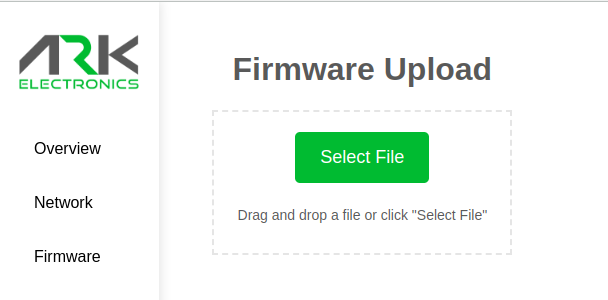 ARK
ELECTRONICS
Overview
Network
Firmware
Firmware Upload
Select File
Drag and drop a file or click "Select File"